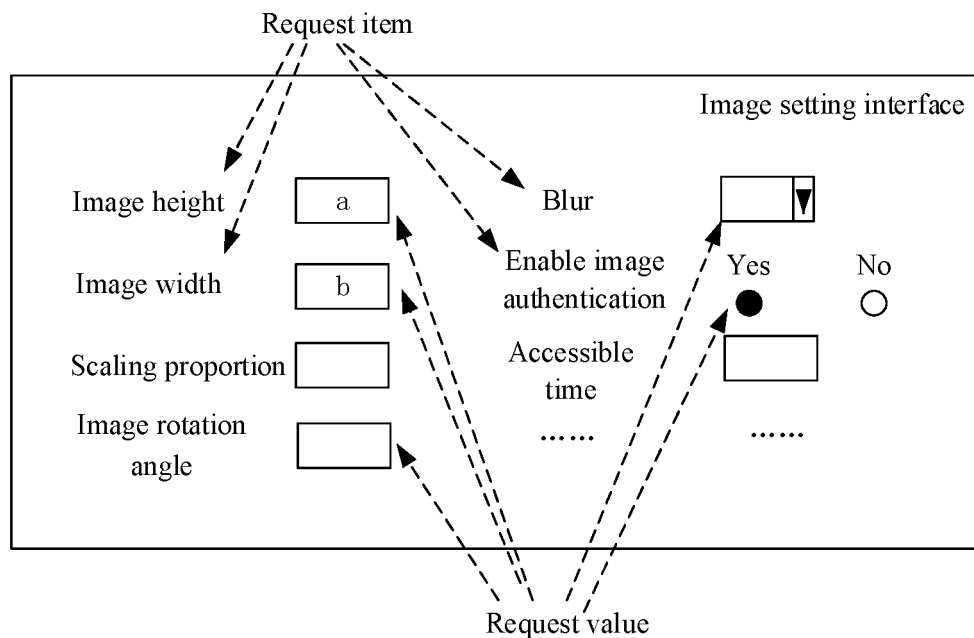 Request item
Image setting interface
Image height
a
Blur
Image width
b
Enable image
authentication
Yes
No
Scaling proportion
Accessible
time
Image rotation
angle
……
……
Request value